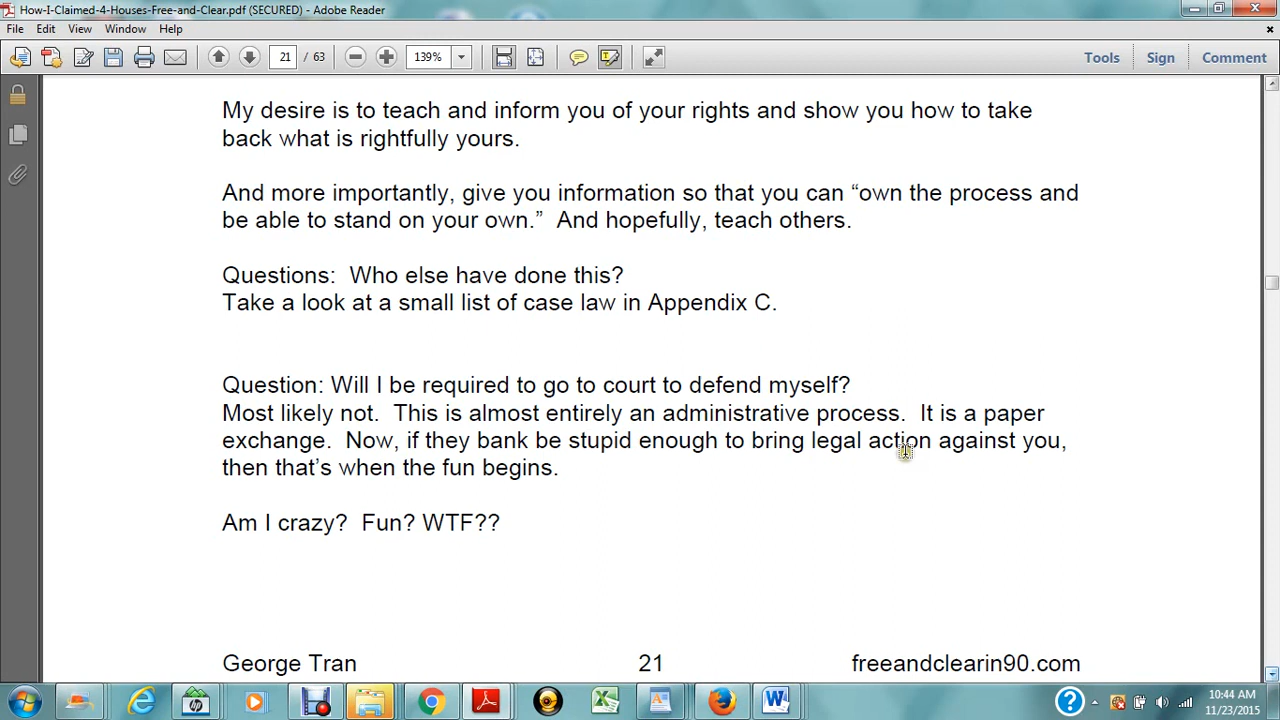 How-I-Claimed-4-Houses-Free-and-Clear.pdf (SECURED) - Adobe Reader
File Edit View Window Help
21 / 63 139% Tools Sign Comment
My desire is to teach and inform you of your rights and show you how to take
back what is rightfully yours.
And more importantly, give you information so that you can “own the process and
be able to stand on your own.”  And hopefully, teach others.
Questions:  Who else have done this?
Take a look at a small list of case law in Appendix C.
Question: Will I be required to go to court to defend myself?
Most likely not.  This is almost entirely an administrative process.  It is a paper
exchange.  Now, if they bank be stupid enough to bring legal action against you,
then that’s when the fun begins.
Am I crazy?  Fun? WTF??
George Tran 21 freeandclearin90.com
10:44 AM
11/23/2015